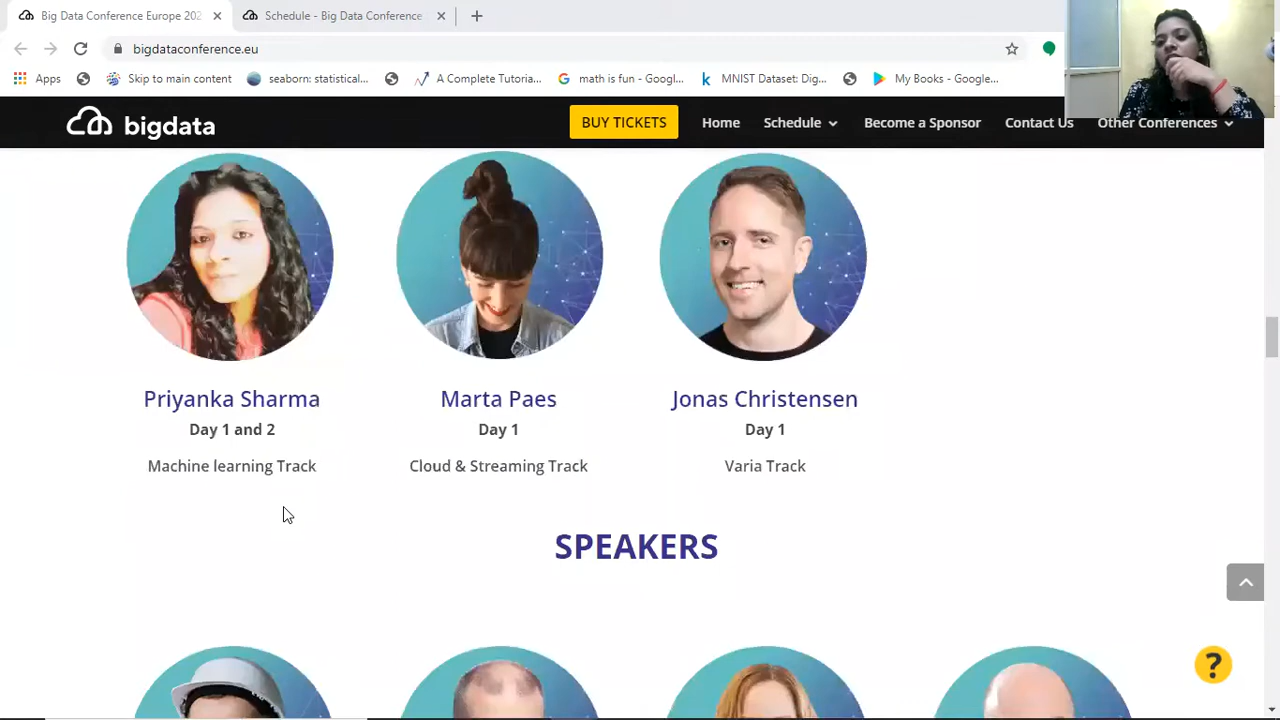 Big Data Conference Europe 202
Schedule - Big Data Conference
bigdataconference.eu
Apps
Skip to main content
seaborn: statistical...
A Complete Tutoria...
math is fun - Googl...
MNIST Dataset: Dig...
My Books - Google...
bigdata
BUY TICKETS
Home
Schedule
Become a Sponsor
Contact Us
Other Conferences
Priyanka Sharma
Day 1 and 2
Machine learning Track
Marta Paes
Day 1
Cloud & Streaming Track
Jonas Christensen
Day 1
Varia Track
SPEAKERS
?